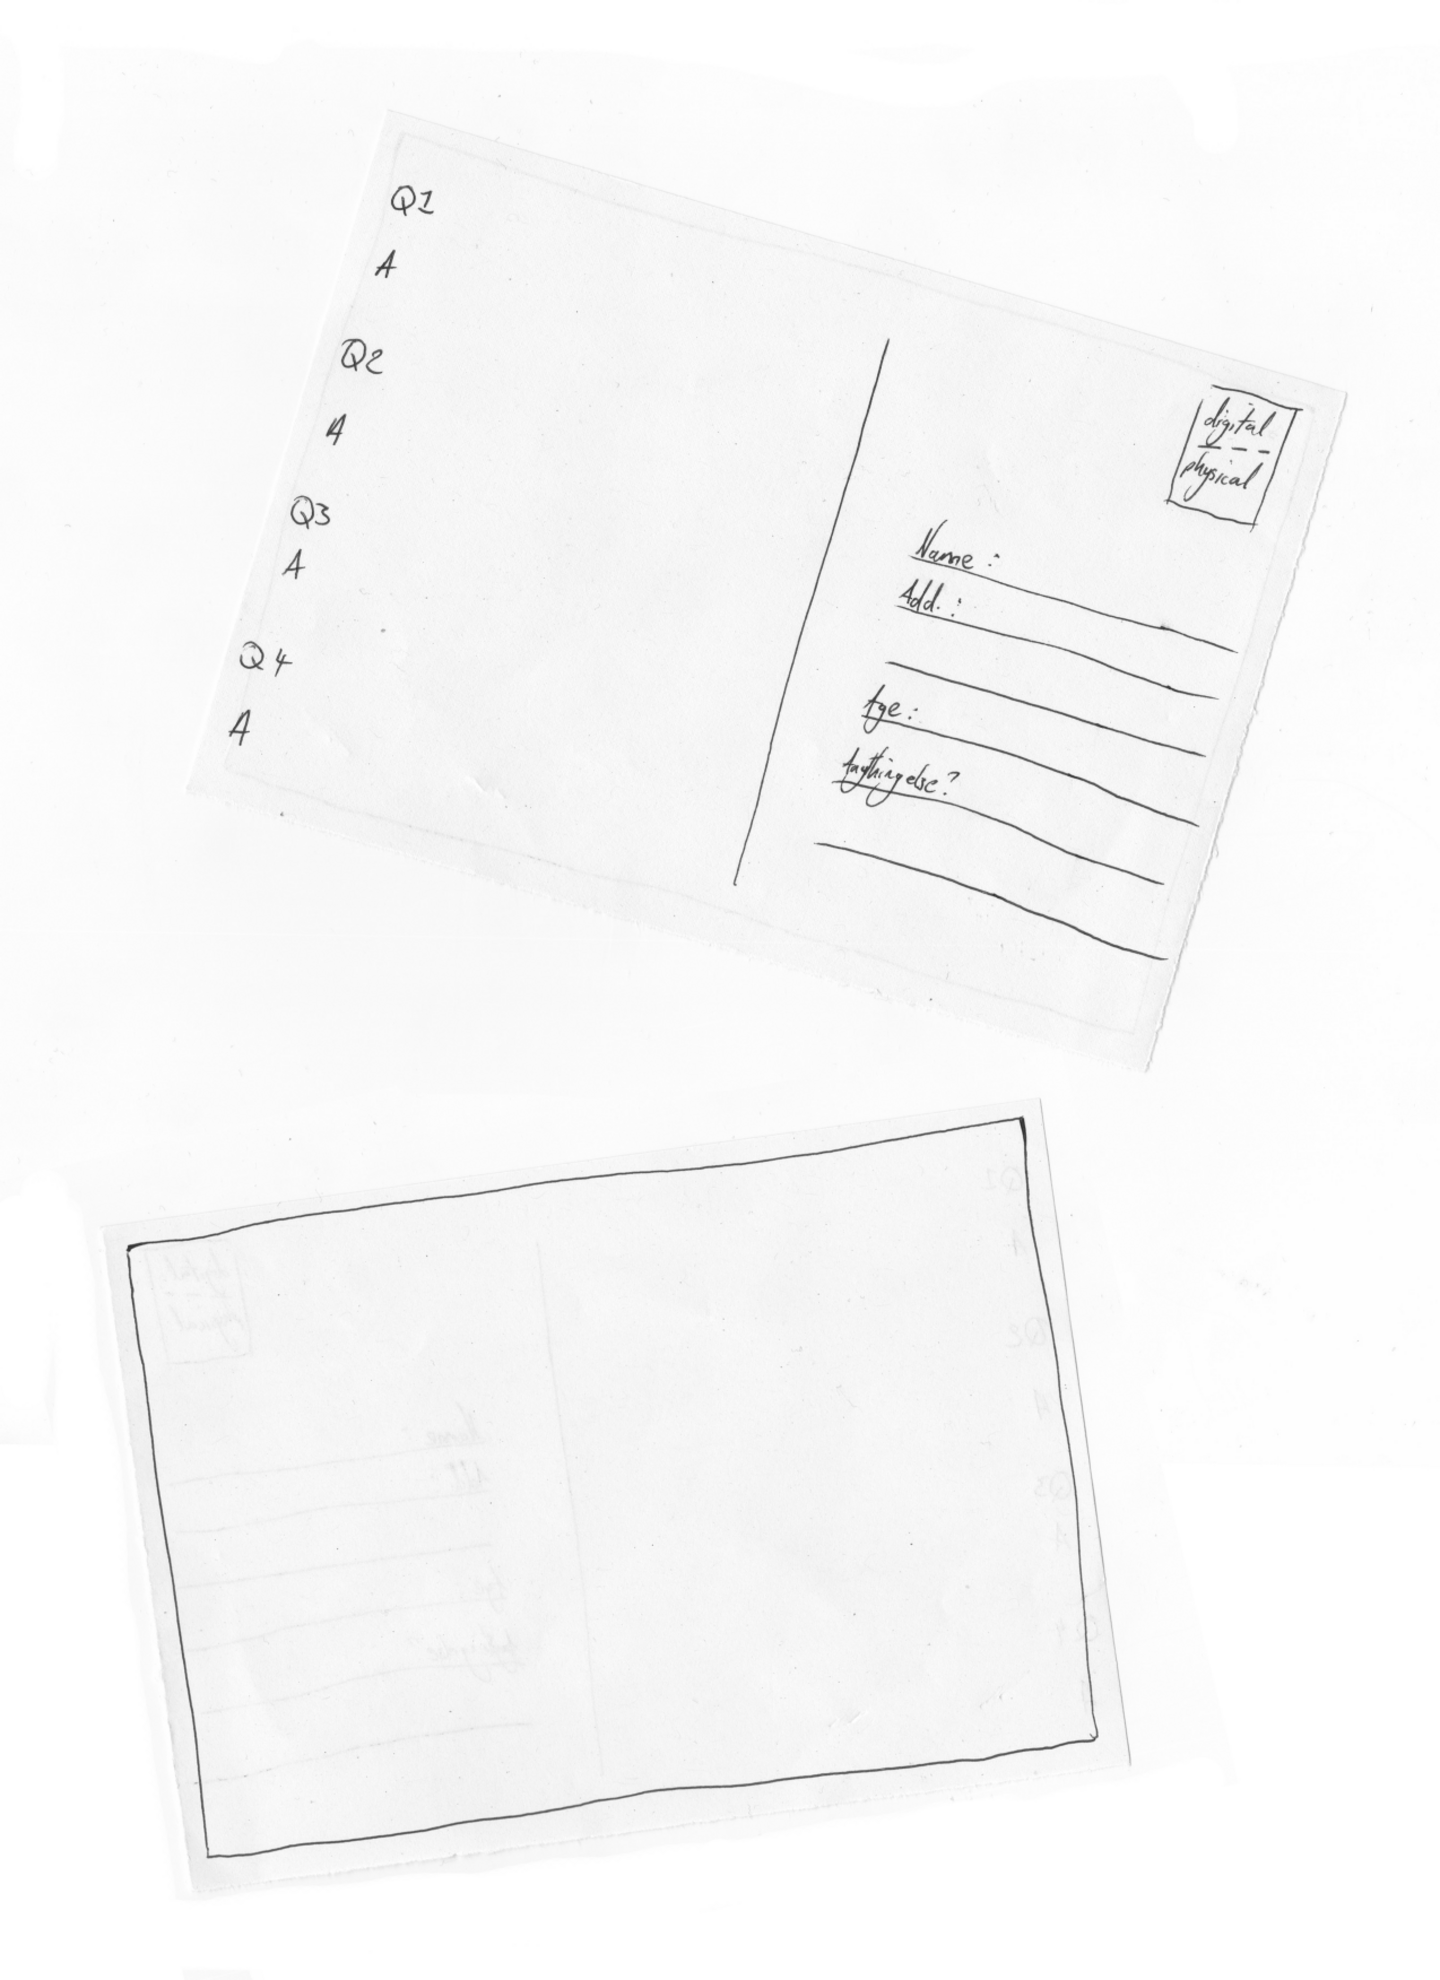 Q1
A
Q2
A
Q3
A
Q4
A
digital
physical
Name :
Add. :
Age :
Anything else?